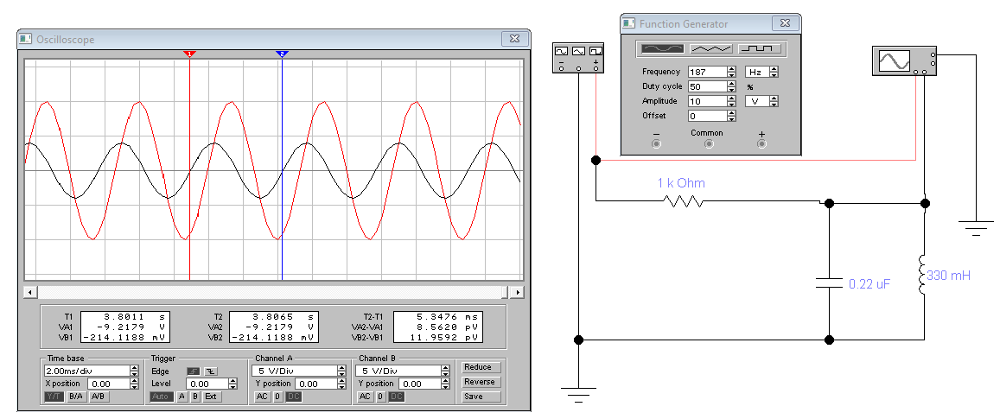 Oscilloscope
1
2
T1 3.8011 s
VA1 -9.2179 V
VB1 -214.1188 mV
T2 3.8065 s
VA2 -9.2179 V
VB2 -214.1188 mV
T2-T1 5.3476 ms
VA2-VA1 8.5620 pV
VB2-VB1 11.9592 pV
Time base
2.00ms/div
X position 0.00
Y/T B/A A/B
Trigger
Edge
Level 0.00
Auto A B Ext
Channel A
5 V/Div
Y position 0.00
AC 0 DC
Channel B
5 V/Div
Y position 0.00
AC 0 DC
Reduce
Reverse
Save
Function Generator
Frequency 187 Hz
Duty cycle 50 %
Amplitude 10 V
Offset 0
Common
− +
− +
1 k Ohm
0.22 uF
330 mH